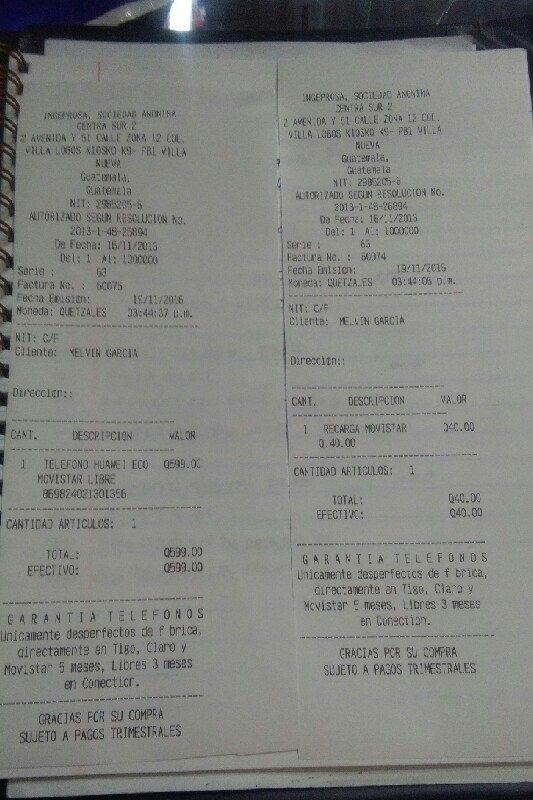 INGEPROSA, SOCIEDAD ANONIMA
CENTRA SUR 2
2 AVENIDA Y 51 CALLE ZONA 12 COL.
VILLA LOBOS KIOSKO K9- PB1 VILLA
NUEVA
Guatemala,
Guatemala
NIT: 2985205-6
AUTORIZADO SEGUN RESOLUCION No.
2013-1-48-26894
De Fecha: 16/11/2015
Del: 1 Al: 1000000
Serie : 63
Factura No. : 60075
Fecha Emision: 19/11/2016
Moneda: QUETZALES 03:44:37 p.m.
NIT: C/F
Cliente: MELVIN GARCIA
Direccion::
CANT. DESCRIPCION VALOR
1 TELEFONO HUAWEI ECO Q599.00
MOVISTAR LIBRE
869824021301356
CANTIDAD ARTICULOS: 1
TOTAL: Q599.00
EFECTIVO: Q599.00
G A R A N T I A T E L E F O N O S
Unicamente desperfectos de f brica,
directamente en Tigo, Claro y
Movistar 5 meses, Libres 3 meses
en Conection.
GRACIAS POR SU COMPRA
SUJETO A PAGOS TRIMESTRALES
INGEPROSA, SOCIEDAD ANONIMA
CENTRA SUR 2
2 AVENIDA Y 51 CALLE ZONA 12 COL.
VILLA LOBOS KIOSKO K9- PB1 VILLA
NUEVA
Guatemala,
Guatemala
NIT: 2985205-6
AUTORIZADO SEGUN RESOLUCION No.
2013-1-48-26894
De Fecha: 16/11/2015
Del: 1 Al: 1000000
Serie : 63
Factura No. : 60074
Fecha Emision: 19/11/2016
Moneda: QUETZALES 03:44:06 p.m.
NIT: C/F
Cliente: MELVIN GARCIA
Direccion::
CANT. DESCRIPCION VALOR
1 RECARGA MOVISTAR Q40.00
Q.40.00
CANTIDAD ARTICULOS: 1
TOTAL: Q40.00
EFECTIVO: Q40.00
G A R A N T I A T E L E F O N O S
Unicamente desperfectos de f brica,
directamente en Tigo, Claro y
Movistar 5 meses, Libres 3 meses
en Conection.
GRACIAS POR SU COMPRA
SUJETO A PAGOS TRIMESTRALES